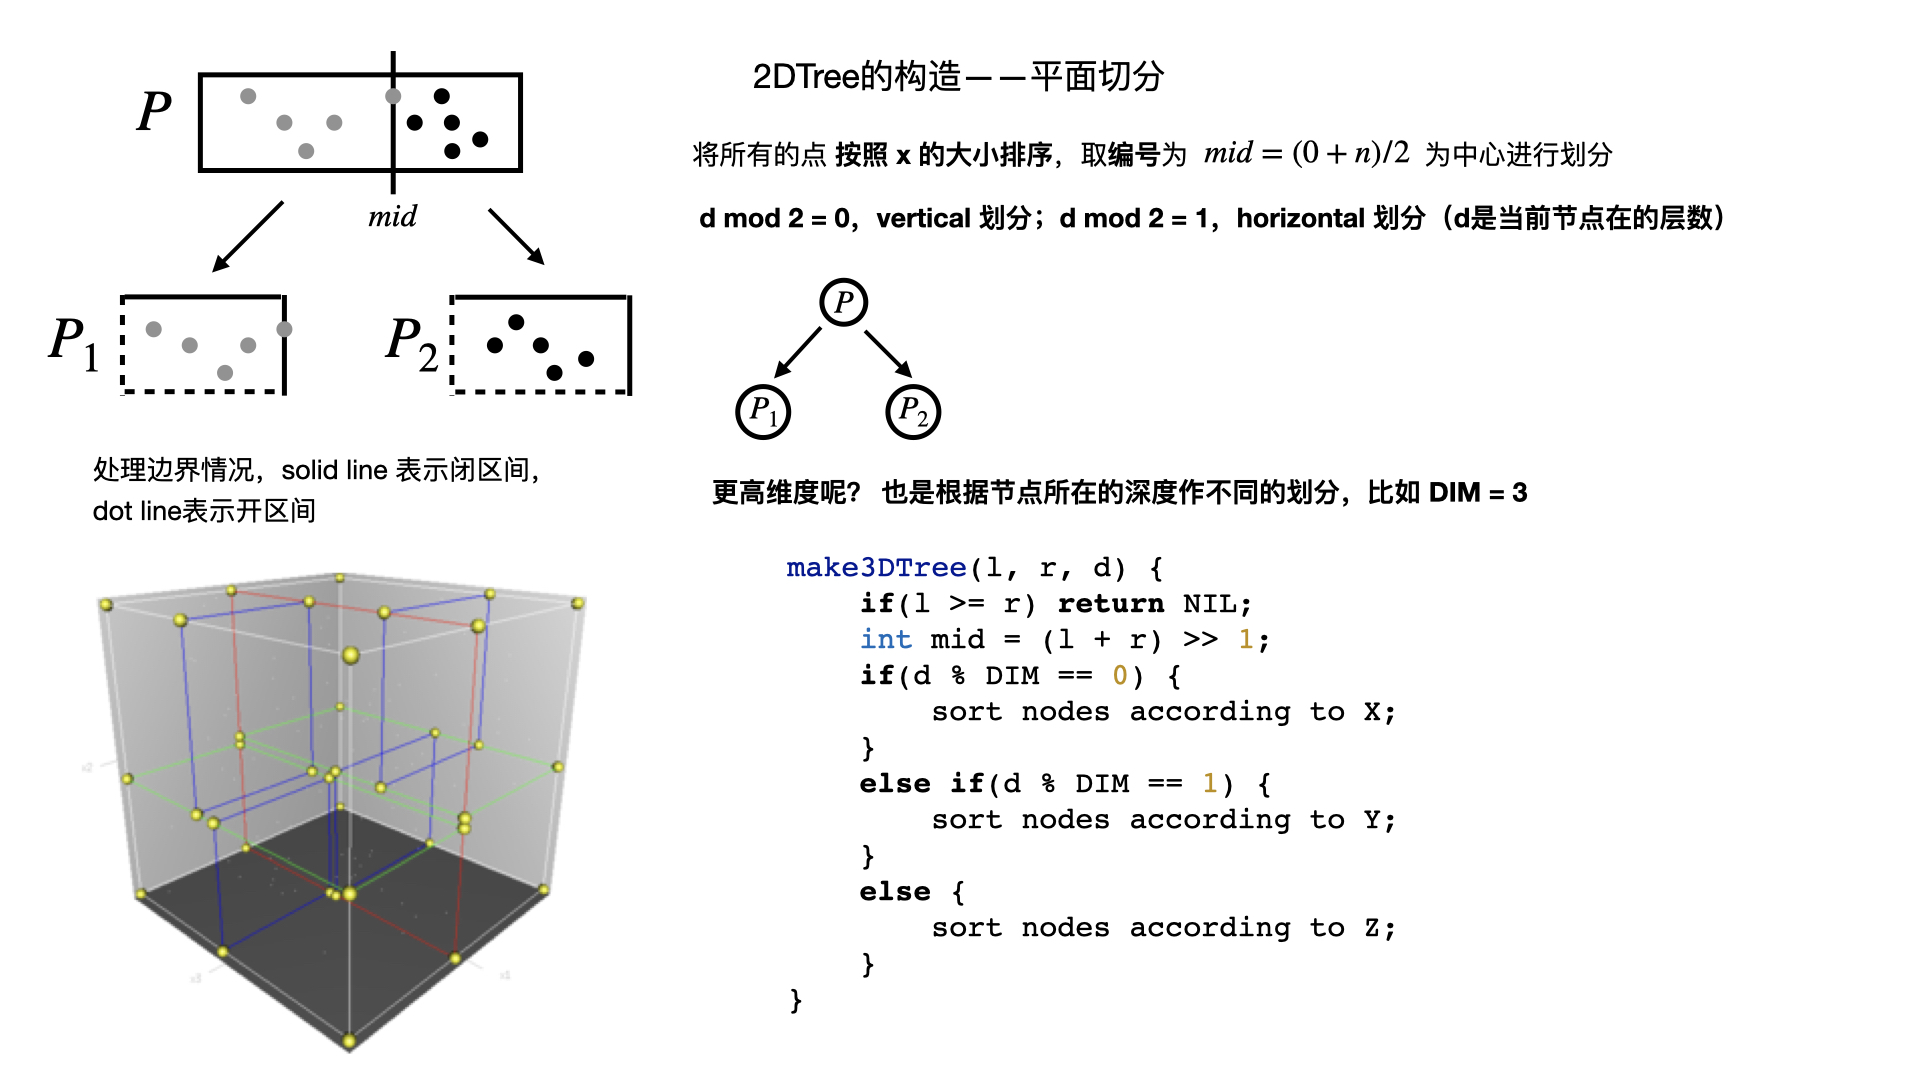 2DTree的构造——平面切分
P
mid
P1
P2
处理边界情况，solid line 表示闭区间，
dot line表示开区间
x2
x3
x1
将所有的点 按照 x 的大小排序，取编号为 mid = (0 + n)/2 为中心进行划分
d mod 2 = 0，vertical 划分；d mod 2 = 1，horizontal 划分（d是当前节点在的层数）
P
P1
P2
更高维度呢？ 也是根据节点所在的深度作不同的划分，比如 DIM = 3
make3DTree(l, r, d) {
if(l >= r) return NIL;
int mid = (l + r) >> 1;
if(d % DIM == 0) {
sort nodes according to X;
}
else if(d % DIM == 1) {
sort nodes according to Y;
}
else {
sort nodes according to Z;
}
}